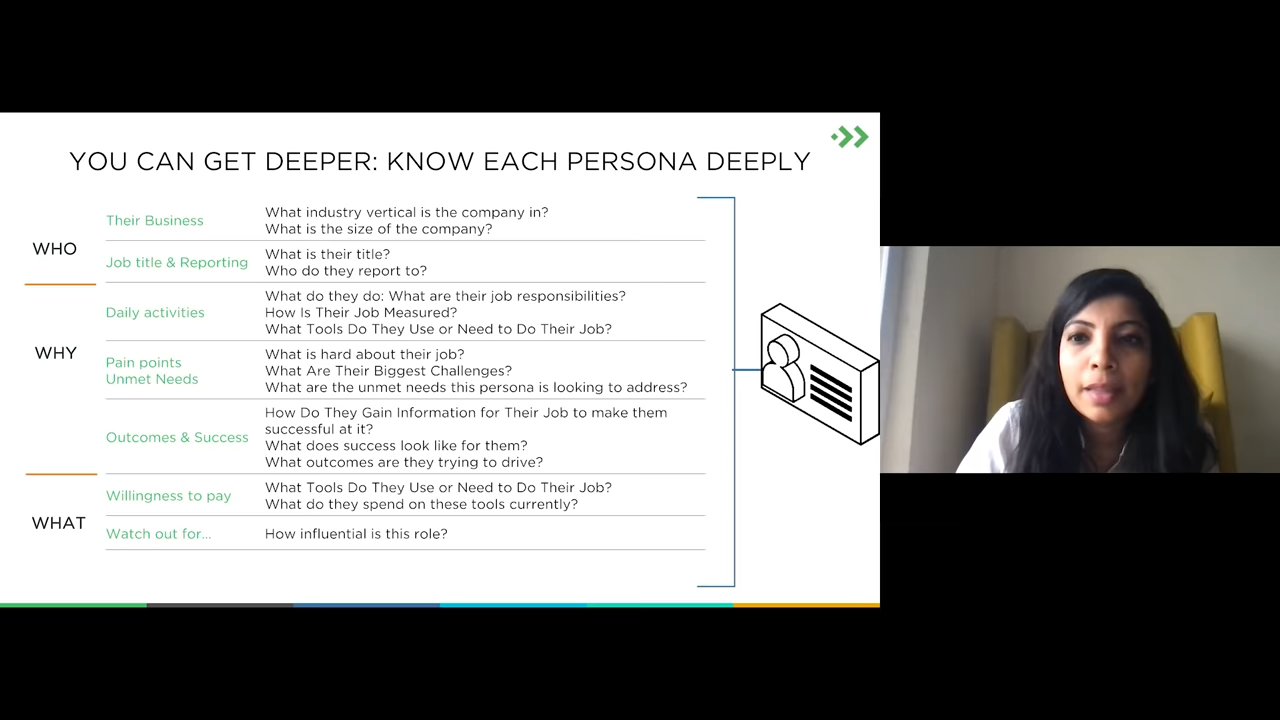 YOU CAN GET DEEPER: KNOW EACH PERSONA DEEPLY
WHO
Their Business
What industry vertical is the company in?
What is the size of the company?
Job title & Reporting
What is their title?
Who do they report to?
WHY
Daily activities
What do they do: What are their job responsibilities?
How Is Their Job Measured?
What Tools Do They Use or Need to Do Their Job?
Pain points
Unmet Needs
What is hard about their job?
What Are Their Biggest Challenges?
What are the unmet needs this persona is looking to address?
Outcomes & Success
How Do They Gain Information for Their Job to make them
successful at it?
What does success look like for them?
What outcomes are they trying to drive?
WHAT
Willingness to pay
What Tools Do They Use or Need to Do Their Job?
What do they spend on these tools currently?
Watch out for...
How influential is this role?